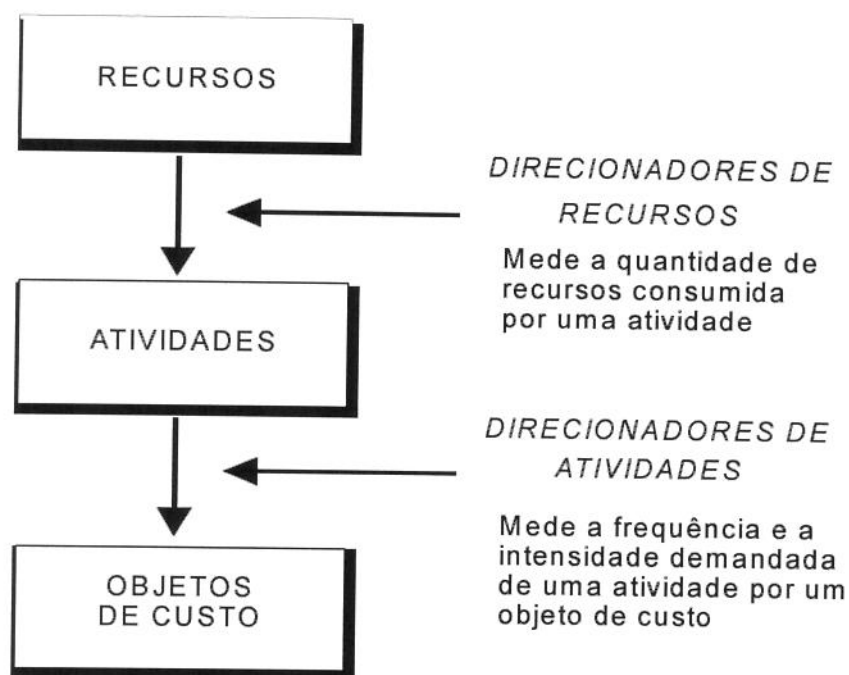 RECURSOS
DIRECIONADORES DE
RECURSOS
Mede a quantidade de
recursos consumida
por uma atividade
ATIVIDADES
DIRECIONADORES DE
ATIVIDADES
Mede a frequência e a
intensidade demandada
de uma atividade por um
objeto de custo
OBJETOS
DE CUSTO